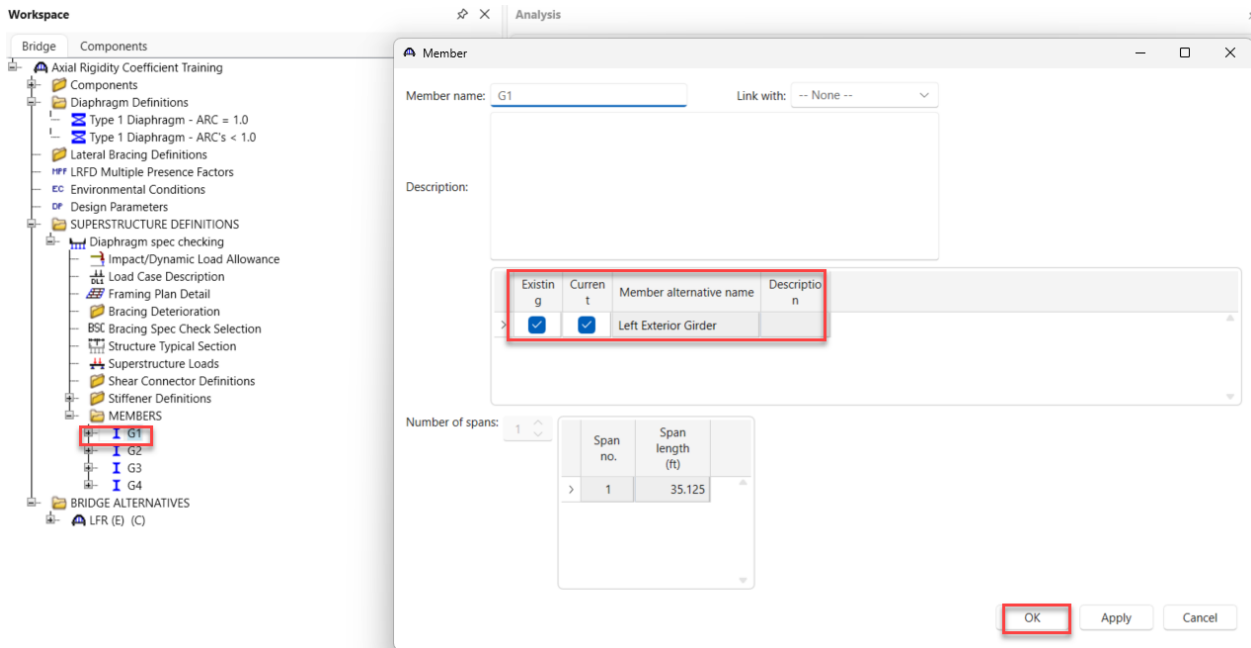 Workspace
Analysis
Bridge Components
Axial Rigidity Coefficient Training
Components
Diaphragm Definitions
Type 1 Diaphragm - ARC = 1.0
Type 1 Diaphragm - ARC's < 1.0
Lateral Bracing Definitions
MPF LRFD Multiple Presence Factors
EC Environmental Conditions
DP Design Parameters
SUPERSTRUCTURE DEFINITIONS
Diaphragm spec checking
Impact/Dynamic Load Allowance
DL1 Load Case Description
Framing Plan Detail
Bracing Deterioration
BSC Bracing Spec Check Selection
Structure Typical Section
Superstructure Loads
Shear Connector Definitions
Stiffener Definitions
MEMBERS
G1
G2
G3
G4
BRIDGE ALTERNATIVES
LFR (E) (C)
Member
Member name: G1 Link with: -- None --
Description:
Existin Curren Member alternative name Descriptio
g t n
Left Exterior Girder
Number of spans: 1
Span Span
no. length
(ft)
1 35.125
OK Apply Cancel